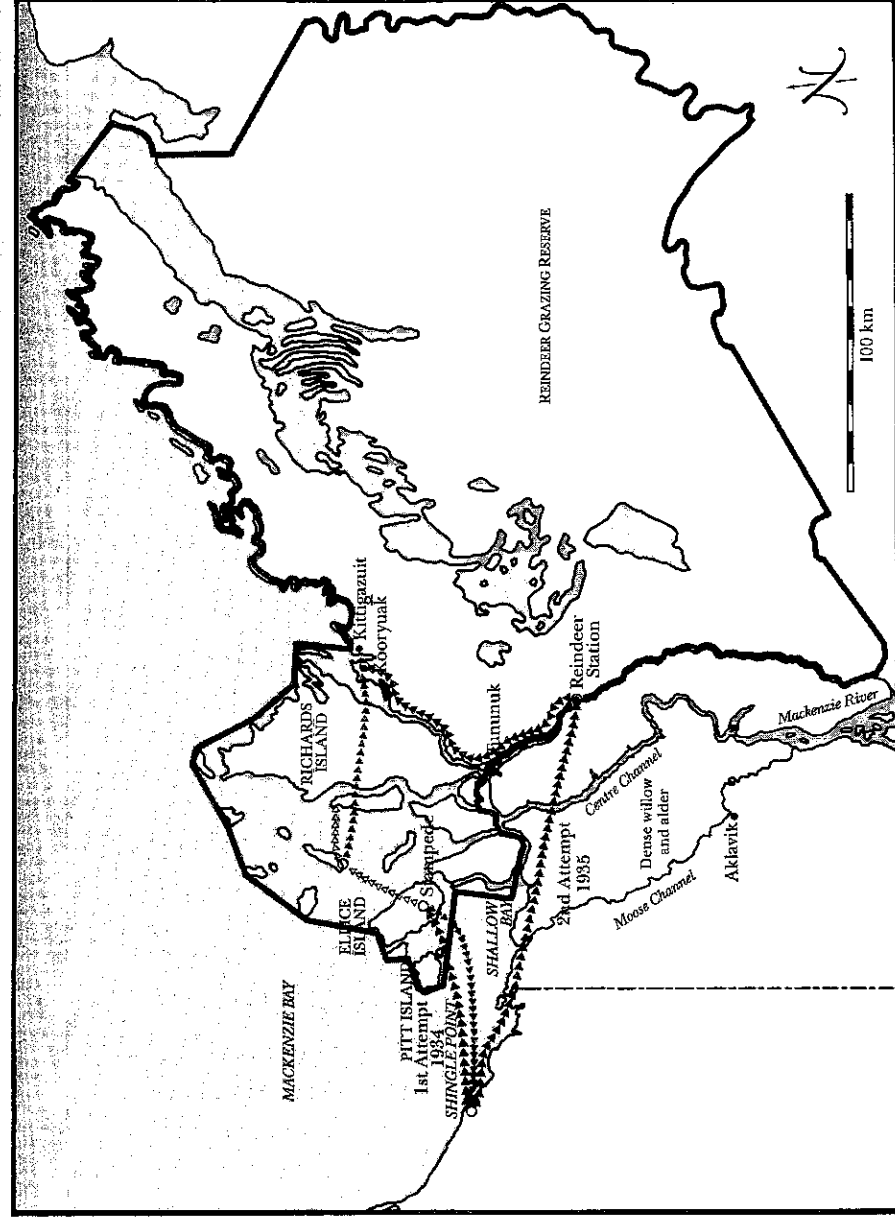 MACKENZIE BAY
PITT ISLAND
1st Attempt
1934
SHINGLE POINT
ELLICE
ISLAND
Stampede
SHALLOW
BAY
RICHARDS
ISLAND
Kittigazuit
Kooryuak
Tununuk
Reindeer
Station
2nd Attempt
1935
Centre Channel
Dense willow
and alder
Moose Channel
Aklavik
Mackenzie River
REINDEER GRAZING RESERVE
100 km
N